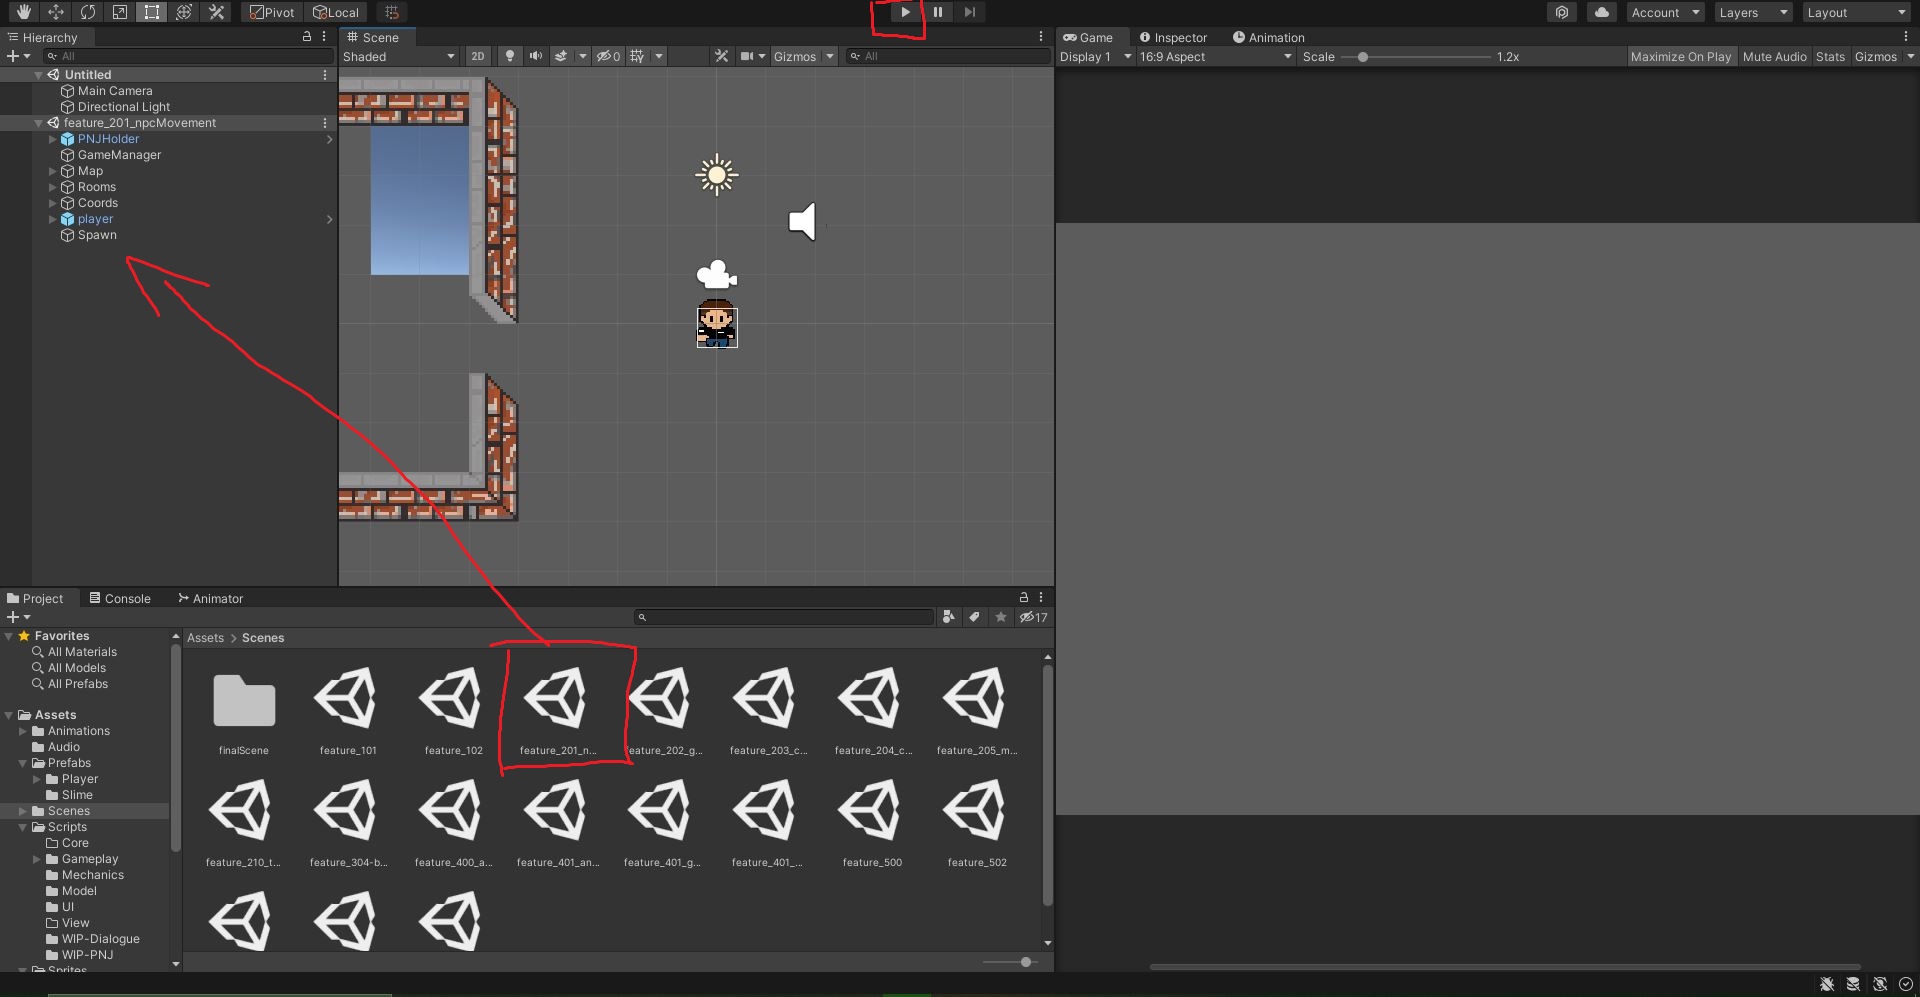 Pivot Local Account Layers Layout
Hierarchy
All
Untitled
Main Camera
Directional Light
feature_201_npcMovement
PNJHolder
GameManager
Map
Rooms
Coords
player
Spawn
Scene
Shaded 2D 0 Gizmos All
Game Inspector Animation
Display 1 16:9 Aspect Scale 1.2x Maximize On Play Mute Audio Stats Gizmos
Project Console Animator
17
Favorites
All Materials
All Models
All Prefabs
Assets
Animations
Audio
Prefabs
Player
Slime
Scenes
Scripts
Core
Gameplay
Mechanics
Model
UI
View
WIP-Dialogue
WIP-PNJ
Sprites
Assets > Scenes
finalScene feature_101 feature_102 feature_201_n... feature_202_g... feature_203_c... feature_204_c... feature_205_m...
feature_210_t... feature_304-b... feature_400_a... feature_401_an... feature_401_g... feature_401_... feature_500 feature_502